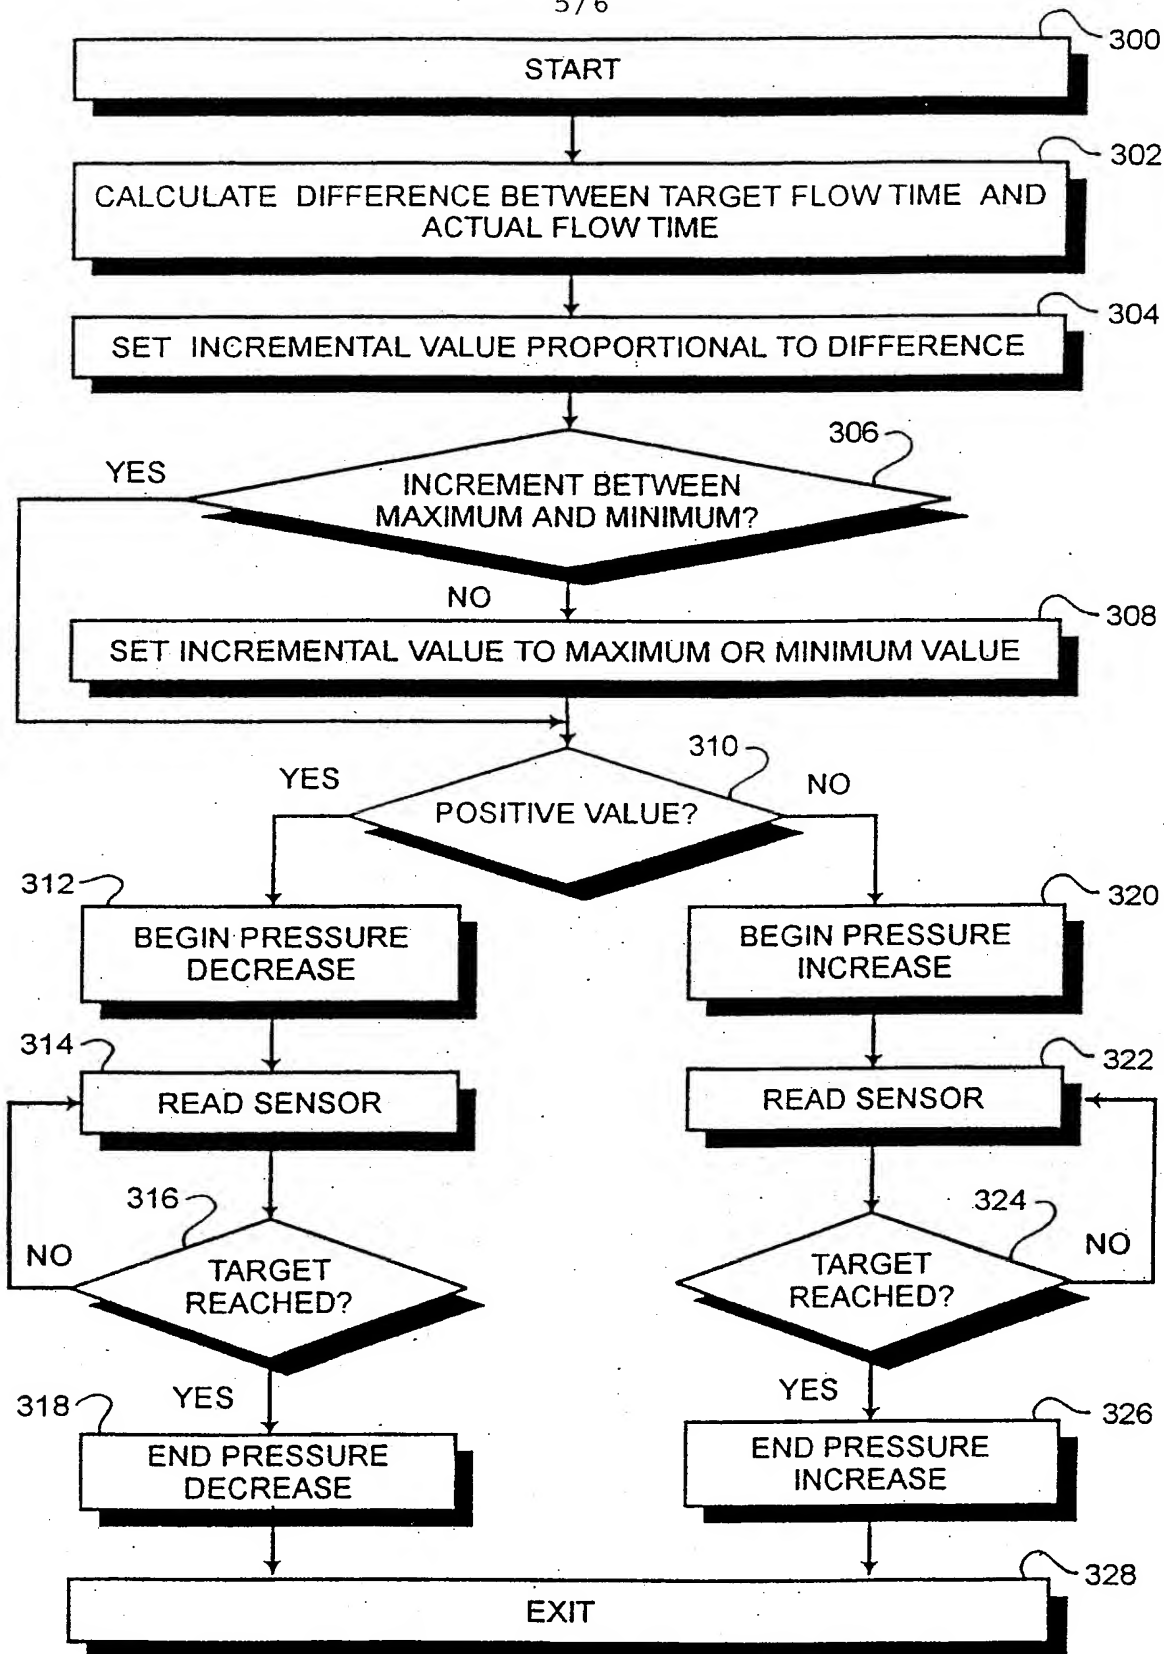 5/6
300
START
302
CALCULATE DIFFERENCE BETWEEN TARGET FLOW TIME AND
ACTUAL FLOW TIME
304
SET INCREMENTAL VALUE PROPORTIONAL TO DIFFERENCE
306
YES
INCREMENT BETWEEN
MAXIMUM AND MINIMUM?
NO
308
SET INCREMENTAL VALUE TO MAXIMUM OR MINIMUM VALUE
310
YES
NO
POSITIVE VALUE?
312
320
BEGIN PRESSURE
DECREASE
BEGIN PRESSURE
INCREASE
314
322
READ SENSOR
READ SENSOR
316
324
NO
TARGET
REACHED?
TARGET
REACHED?
NO
YES
YES
318
326
END PRESSURE
DECREASE
END PRESSURE
INCREASE
328
EXIT